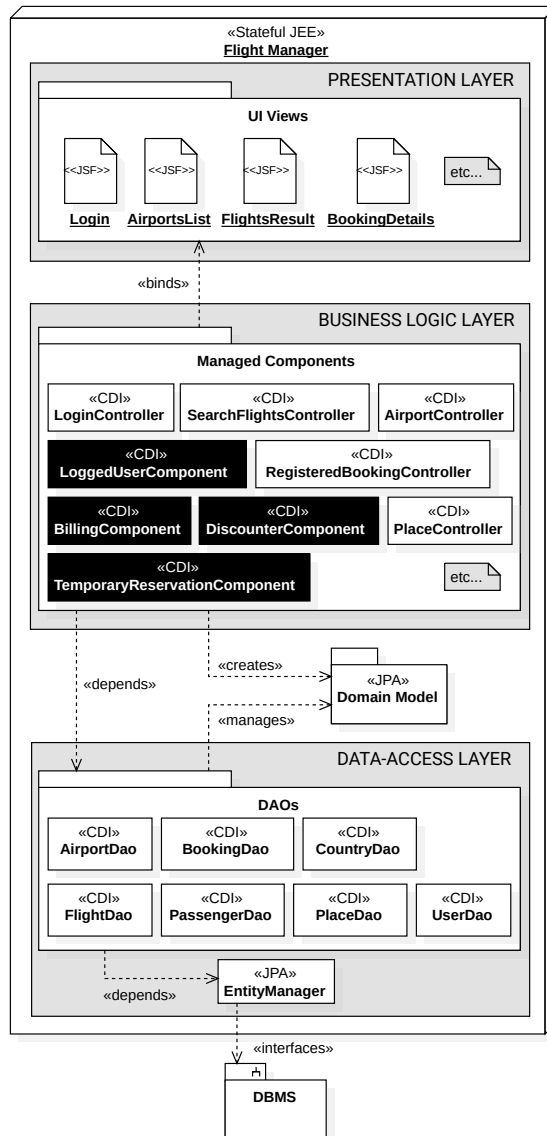 «Stateful JEE»
Flight Manager
PRESENTATION LAYER
UI Views
<<JSF>> <<JSF>> <<JSF>> <<JSF>> etc...
Login AirportsList FlightsResult BookingDetails
«binds»
BUSINESS LOGIC LAYER
Managed Components
«CDI» «CDI» «CDI»
LoginController SearchFlightsController AirportController
«CDI» «CDI»
LoggedUserComponent RegisteredBookingController
«CDI» «CDI» «CDI»
BillingComponent DiscounterComponent PlaceController
«CDI»
TemporaryReservationComponent etc...
«creates»
«depends»
«JPA»
Domain Model
«manages»
DATA-ACCESS LAYER
DAOs
«CDI» «CDI» «CDI»
AirportDao BookingDao CountryDao
«CDI» «CDI» «CDI» «CDI»
FlightDao PassengerDao PlaceDao UserDao
«depends»
«JPA»
EntityManager
«interfaces»
DBMS